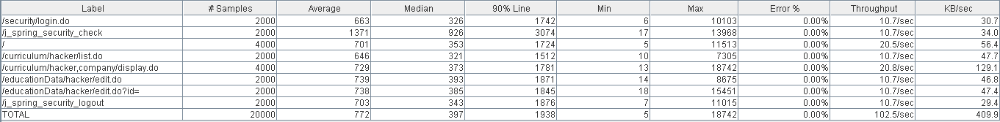 Label # Samples Average Median 90% Line Min Max Error % Throughput KB/sec
/security/login.do 2000 663 326 1742 6 10103 0.00% 10.7/sec 30.7
/j_spring_security_check 2000 1371 926 3074 17 13968 0.00% 10.7/sec 34.0
/ 4000 701 353 1724 5 11513 0.00% 20.5/sec 56.4
/curriculum/hacker/list.do 2000 646 321 1512 10 7305 0.00% 10.7/sec 47.7
/curriculum/hacker,company/display.do 4000 729 373 1781 13 18742 0.00% 20.8/sec 129.1
/educationData/hacker/edit.do 2000 739 393 1871 14 8675 0.00% 10.7/sec 46.8
/educationData/hacker/edit.do?id= 2000 738 385 1845 18 15451 0.00% 10.7/sec 47.4
/j_spring_security_logout 2000 703 343 1876 7 11015 0.00% 10.7/sec 29.4
TOTAL 20000 772 397 1938 5 18742 0.00% 102.5/sec 409.9